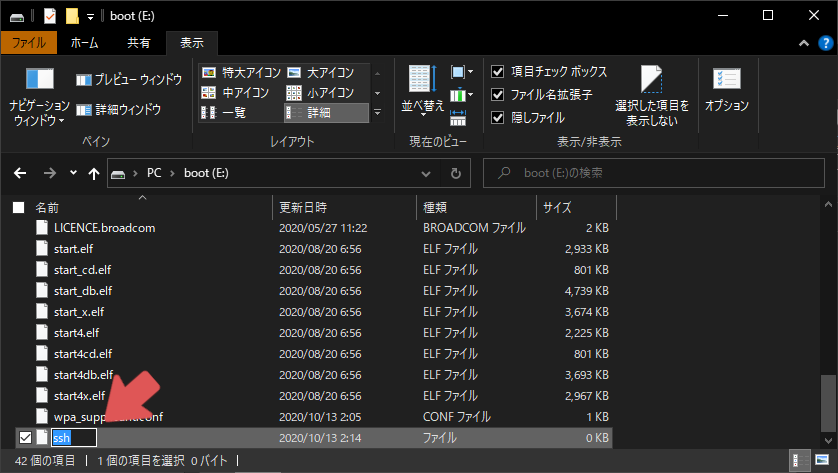 boot (E:)
ファイル ホーム 共有 表示
ナビゲーション ウィンドウ プレビュー ウィンドウ 詳細ウィンドウ
特大アイコン 大アイコン
中アイコン 小アイコン
一覧 詳細
並べ替え
項目チェック ボックス
ファイル名拡張子
隠しファイル
選択した項目を 表示しない
オプション
ペイン レイアウト 現在のビュー 表示/非表示
PC boot (E:) boot (E:)の検索
名前 更新日時 種類 サイズ
LICENCE.broadcom 2020/05/27 11:22 BROADCOM ファイル 2 KB
start.elf 2020/08/20 6:56 ELF ファイル 2,933 KB
start_cd.elf 2020/08/20 6:56 ELF ファイル 801 KB
start_db.elf 2020/08/20 6:56 ELF ファイル 4,739 KB
start_x.elf 2020/08/20 6:56 ELF ファイル 3,674 KB
start4.elf 2020/08/20 6:56 ELF ファイル 2,225 KB
start4cd.elf 2020/08/20 6:56 ELF ファイル 801 KB
start4db.elf 2020/08/20 6:56 ELF ファイル 3,693 KB
start4x.elf 2020/08/20 6:56 ELF ファイル 2,967 KB
2020/10/13 2:05 CONF ファイル 1 KB
ssh 2020/10/13 2:14 ファイル 0 KB
42 個の項目 1 個の項目を選択 0 バイト